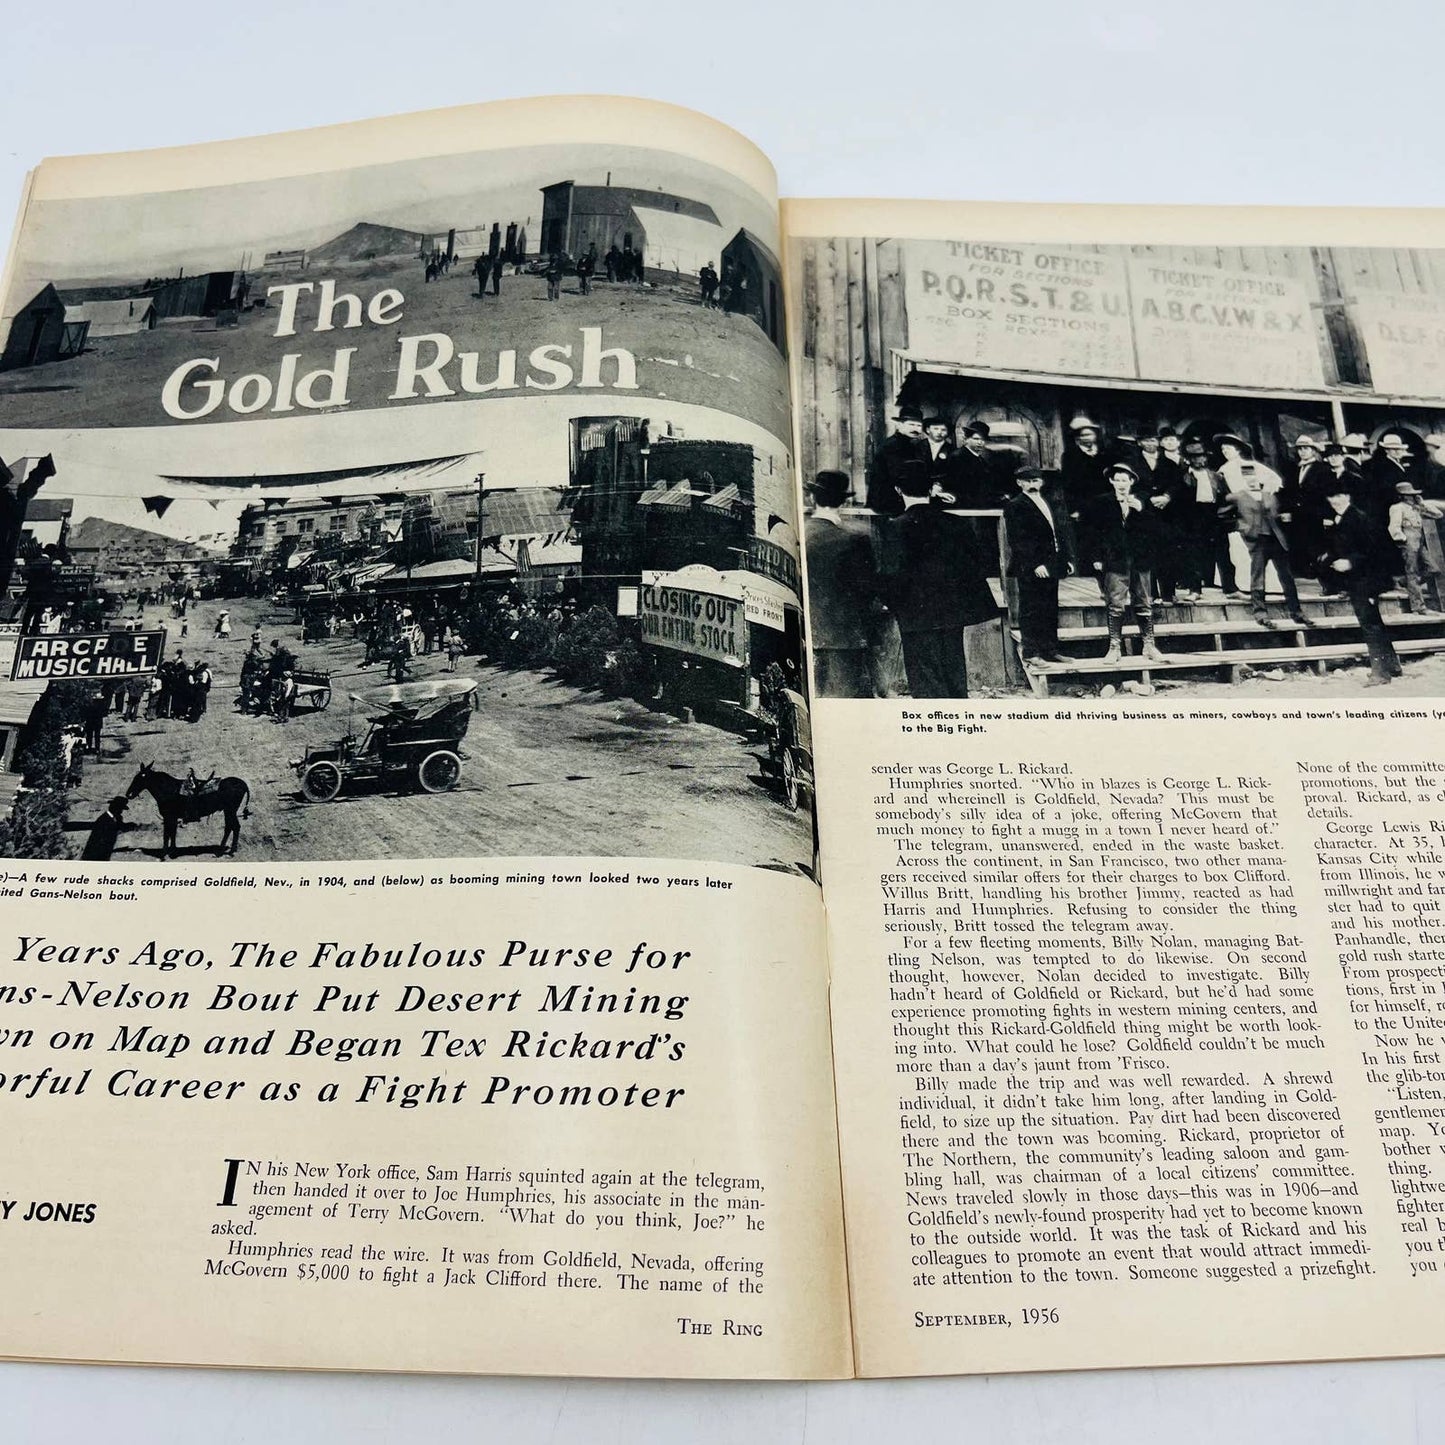 The
Gold Rush
ARCADE
MUSIC HALL
CLOSING OUT
OUR ENTIRE STOCK
RED FRONT
e)—A few rude shacks comprised Goldfield, Nev., in 1904, and (below) as booming mining town looked two years later
ited Gans-Nelson bout.
Years Ago, The Fabulous Purse for
ns-Nelson Bout Put Desert Mining
wn on Map and Began Tex Rickard's
orful Career as a Fight Promoter
Y JONES
IN his New York office, Sam Harris squinted again at the telegram,
then handed it over to Joe Humphries, his associate in the man-
agement of Terry McGovern. "What do you think, Joe?" he
asked.
Humphries read the wire. It was from Goldfield, Nevada, offering
McGovern $5,000 to fight a Jack Clifford there. The name of the
THE RING
TICKET OFFICE
FOR SECTIONS
P.Q.R.S.T. & U.
BOX SECTIONS
TICKET OFFICE
FOR SECTIONS
A.B.C.V.W & X
D.E.F.
Box offices in new stadium did thriving business as miners, cowboys and town's leading citizens (y
to the Big Fight.
sender was George L. Rickard.
Humphries snorted. "Who in blazes is George L. Rick-
ard and whereinell is Goldfield, Nevada? This must be
somebody's silly idea of a joke, offering McGovern that
much money to fight a mugg in a town I never heard of."
The telegram, unanswered, ended in the waste basket.
Across the continent, in San Francisco, two other mana-
gers received similar offers for their charges to box Clifford.
Willus Britt, handling his brother Jimmy, reacted as had
Harris and Humphries. Refusing to consider the thing
seriously, Britt tossed the telegram away.
For a few fleeting moments, Billy Nolan, managing Bat-
tling Nelson, was tempted to do likewise. On second
thought, however, Nolan decided to investigate. Billy
hadn't heard of Goldfield or Rickard, but he'd had some
experience promoting fights in western mining centers, and
thought this Rickard-Goldfield thing might be worth look-
ing into. What could he lose? Goldfield couldn't be much
more than a day's jaunt from 'Frisco.
Billy made the trip and was well rewarded. A shrewd
individual, it didn't take him long, after landing in Gold-
field, to size up the situation. Pay dirt had been discovered
there and the town was booming. Rickard, proprietor of
The Northern, the community's leading saloon and gam-
bling hall, was chairman of a local citizens' committee.
News traveled slowly in those days—this was in 1906—and
Goldfield's newly-found prosperity had yet to become known
to the outside world. It was the task of Rickard and his
colleagues to promote an event that would attract immedi-
ate attention to the town. Someone suggested a prizefight.
None of the committe
promotions, but the
proval. Rickard, as c
details.
George Lewis Ri
character. At 35, h
Kansas City while
from Illinois, he w
millwright and far
ster had to quit
and his mother.
Panhandle, then
gold rush starte
From prospecti
tions, first in
for himself, r
to the Unite
Now he
In his first
the glib-ton
"Listen,
gentlemen
map. Yo
bother w
thing.
lightwe
fighter
real b
you t
you
SEPTEMBER, 1956